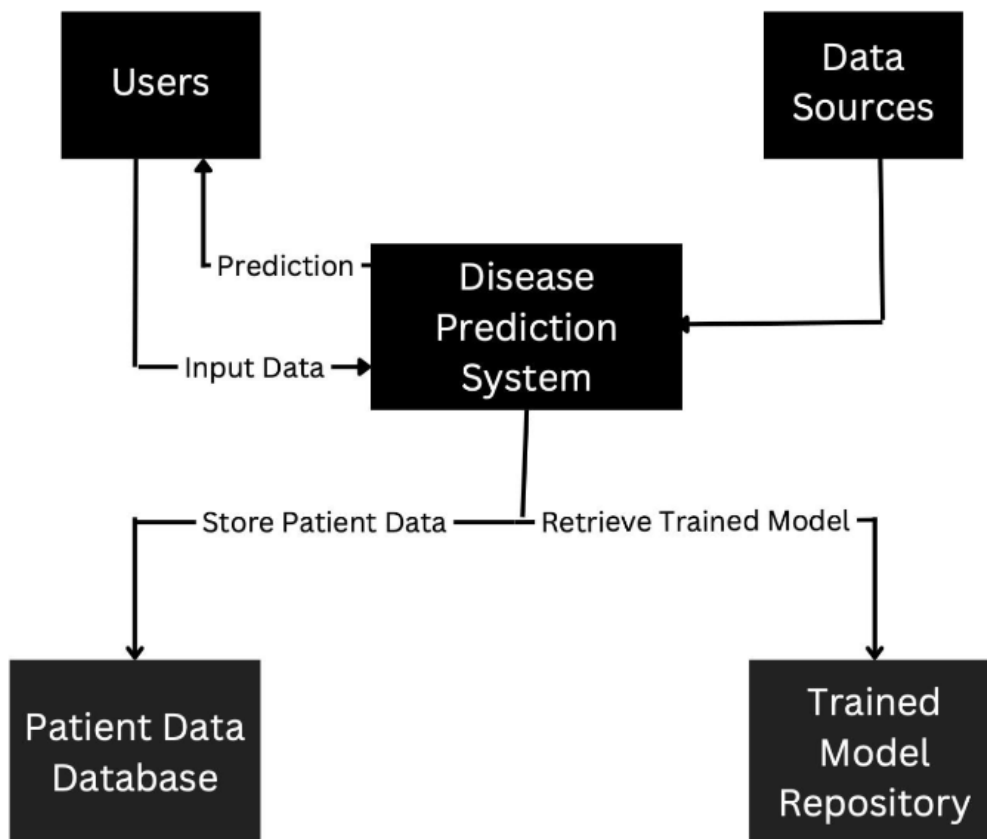 Users
Data
Sources
Prediction
Disease
Prediction
System
Input Data
Store Patient Data
Retrieve Trained Model
Patient Data
Database
Trained
Model
Repository